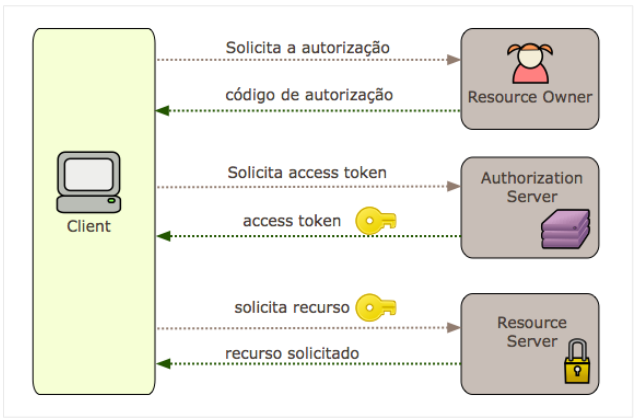 Solicita a autorização
código de autorização
Resource Owner
Solicita access token
Authorization
Server
access token
Client
solicita recurso
Resource
Server
recurso solicitado